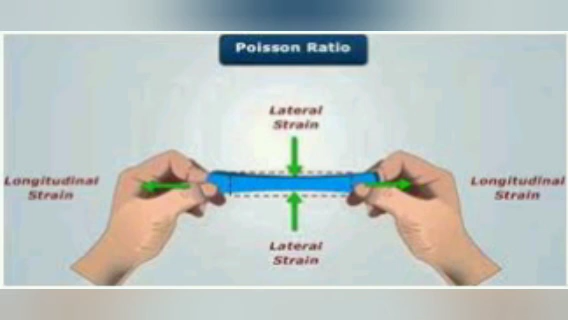 Poisson Ratio
Lateral
Strain
Longitudinal
Strain
Longitudinal
Strain
Lateral
Strain